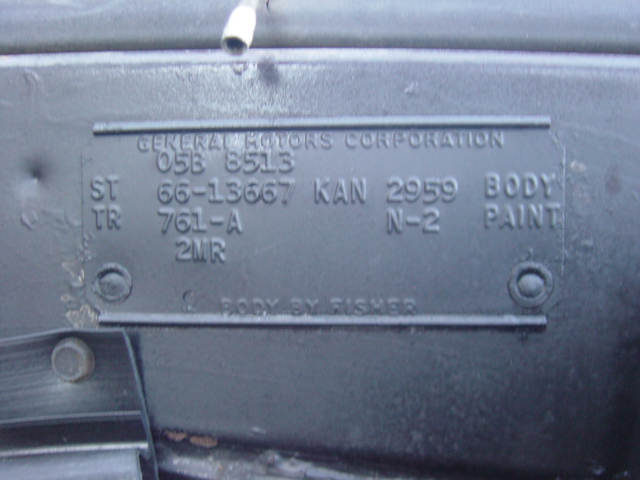 GENERAL MOTORS CORPORATION
05B 8513
ST 66-13667 KAN 2959 BODY
TR 761-A N-2 PAINT
2MR
BODY BY FISHER